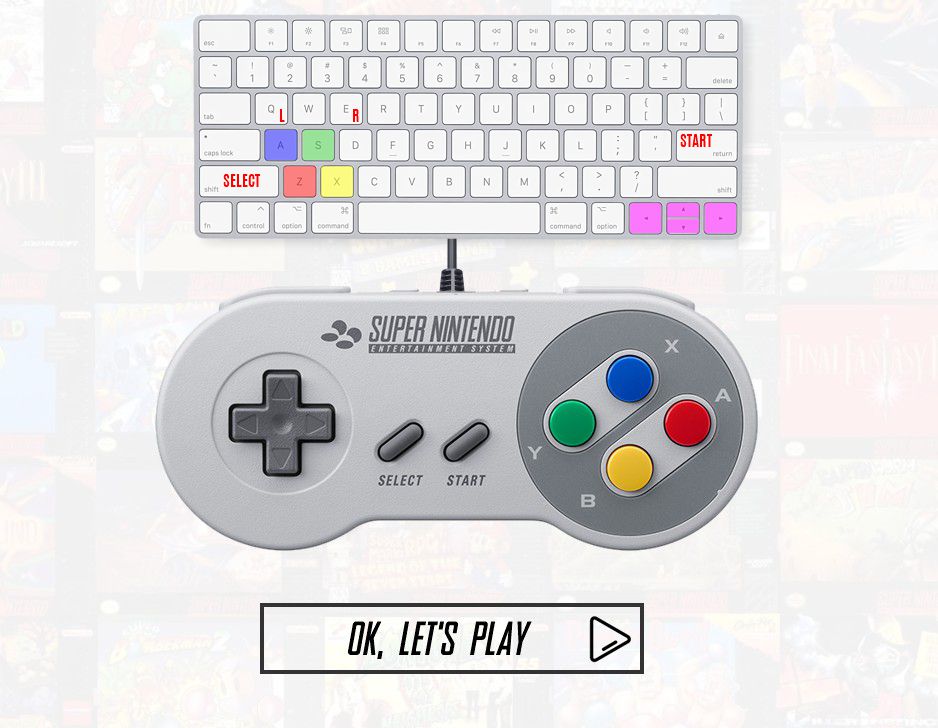 esc F1 F2 F3 F4 F5 F6 F7 F8 F9 F10 F11 F12
~ ` ! 1 @ 2 # 3 $ 4 % 5 ^ 6 & 7 * 8 ( 9 ) 0 _ - + = delete
tab Q L W E R R T Y U I O P { [ } ] | \
caps lock A S D F G H J K L : ; " ' START return
shift SELECT Z X C V B N M < , > . ? / shift
fn control option command command option
SUPER NINTENDO
ENTERTAINMENT SYSTEM
X
A
Y
B
SELECT START
OK, LET'S PLAY
FINAL FANTASY